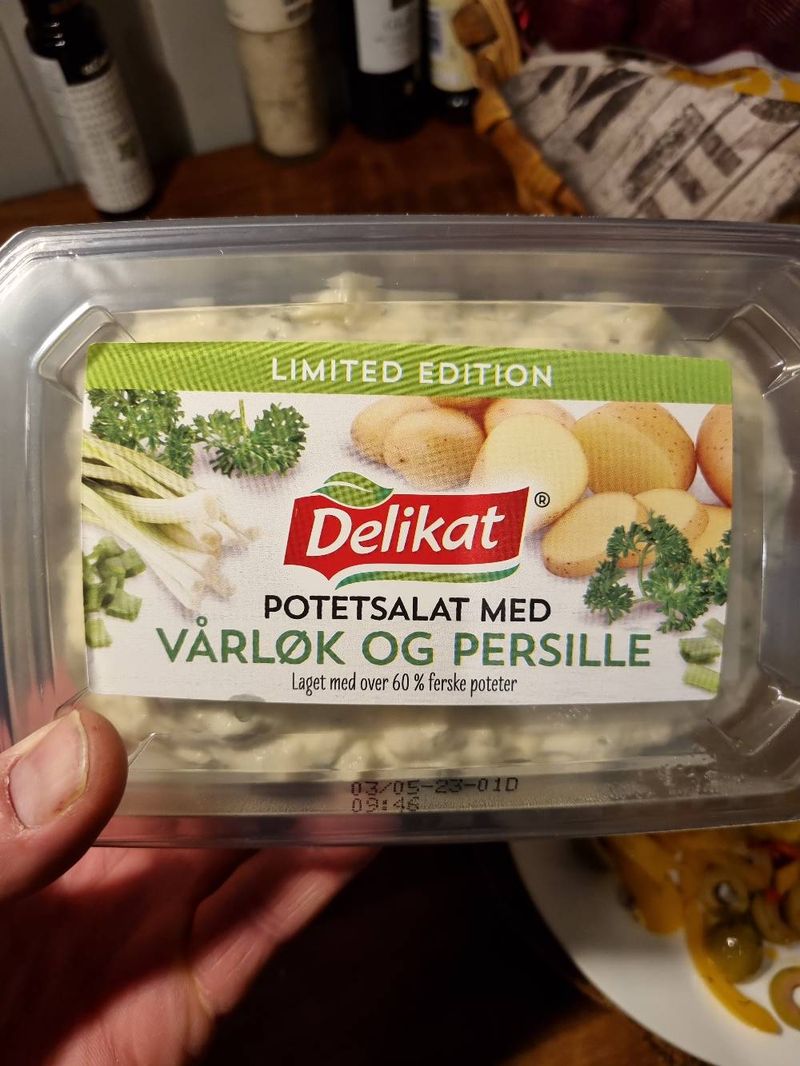 LIMITED EDITION
Delikat®
POTETSALAT MED
VÅRLØK OG PERSILLE
Laget med over 60 % ferske poteter
03/05-23-01D
09:46